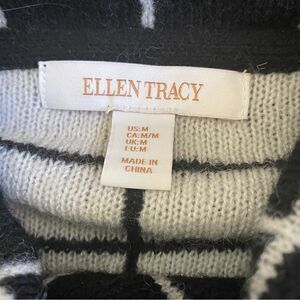 ELLEN TRACY
US:M
CA:M/M
UK:M
EU:M
MADE IN
CHINA